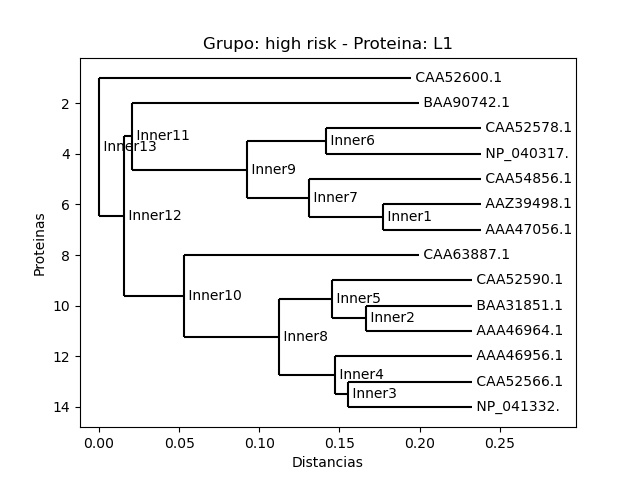 Grupo: high risk - Proteina: L1
CAA52600.1
BAA90742.1
CAA52578.1
Inner11
Inner6
Inner13
NP_040317.
Inner9
CAA54856.1
Inner7
AAZ39498.1
Inner12
Inner1
AAA47056.1
CAA63887.1
CAA52590.1
Inner10
Inner5
BAA31851.1
Inner2
AAA46964.1
Inner8
AAA46956.1
Inner4
CAA52566.1
Inner3
NP_041332.
2
4
6
8
10
12
14
Proteinas
0.00 0.05 0.10 0.15 0.20 0.25
Distancias